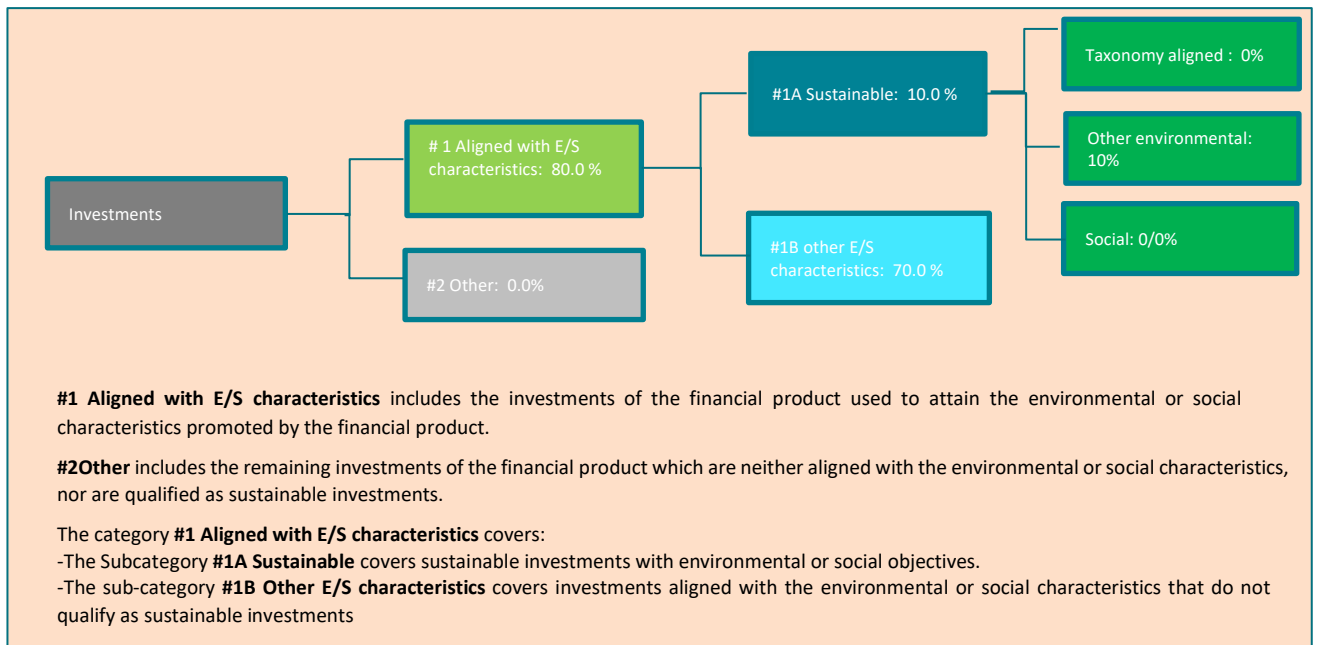 Investments
# 1 Aligned with E/S
characteristics:  80.0 %
#2 Other:  0.0%
#1A Sustainable:  10.0 %
#1B other E/S
characteristics:  70.0 %
Taxonomy aligned :  0%
Other environmental:
10%
Social: 0/0%
#1 Aligned with E/S characteristics includes the investments of the financial product used to attain the environmental or social
characteristics promoted by the financial product.
#2Other includes the remaining investments of the financial product which are neither aligned with the environmental or social characteristics,
nor are qualified as sustainable investments.
The category #1 Aligned with E/S characteristics covers:
-The Subcategory #1A Sustainable covers sustainable investments with environmental or social objectives.
-The sub-category #1B Other E/S characteristics covers investments aligned with the environmental or social characteristics that do not
qualify as sustainable investments